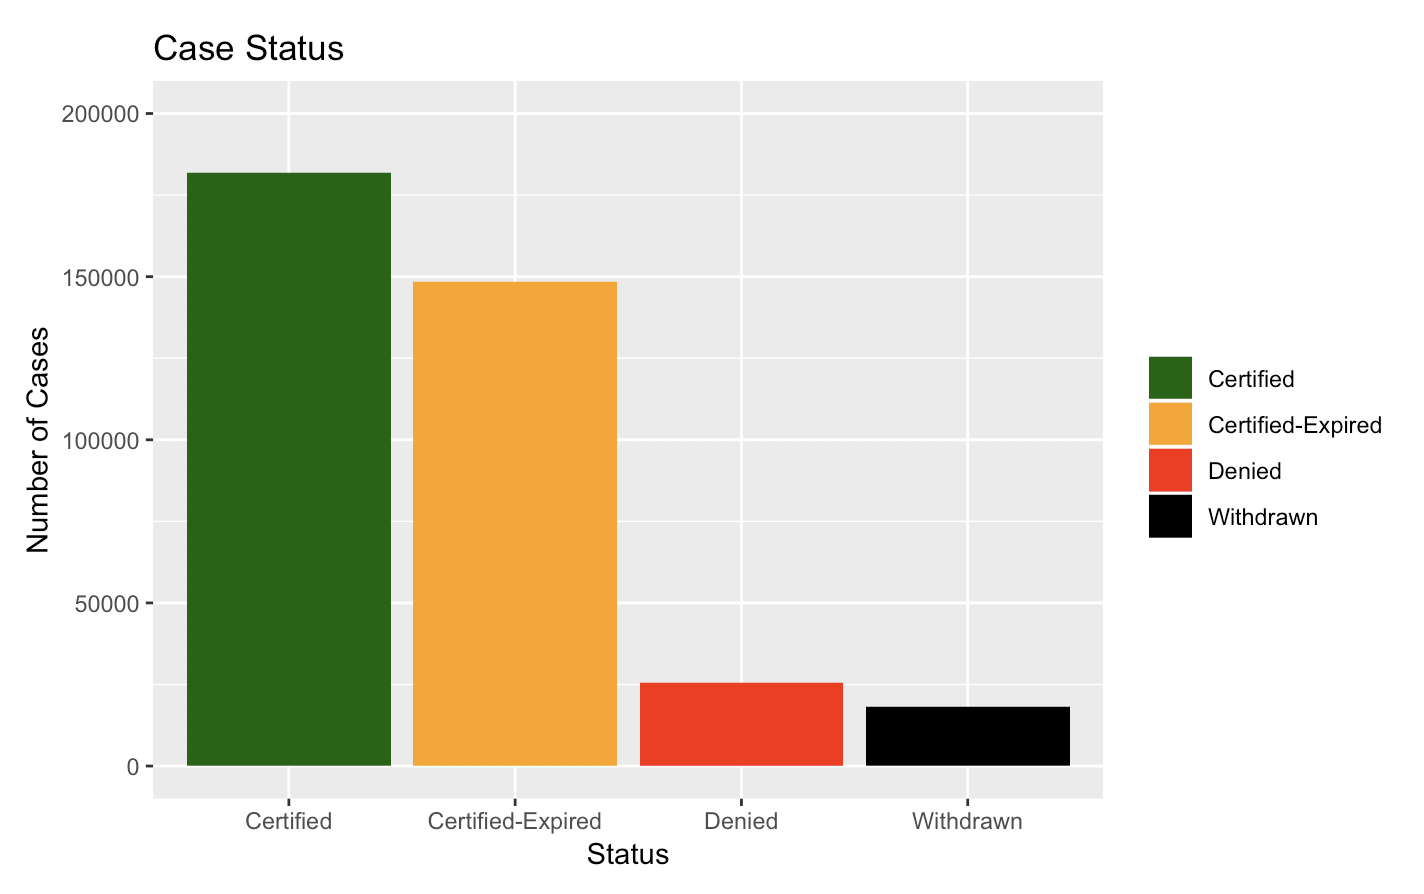 Case Status
Number of Cases
200000
150000
100000
50000
0
Certified
Certified-Expired
Denied
Withdrawn
Status
Certified
Certified-Expired
Denied
Withdrawn